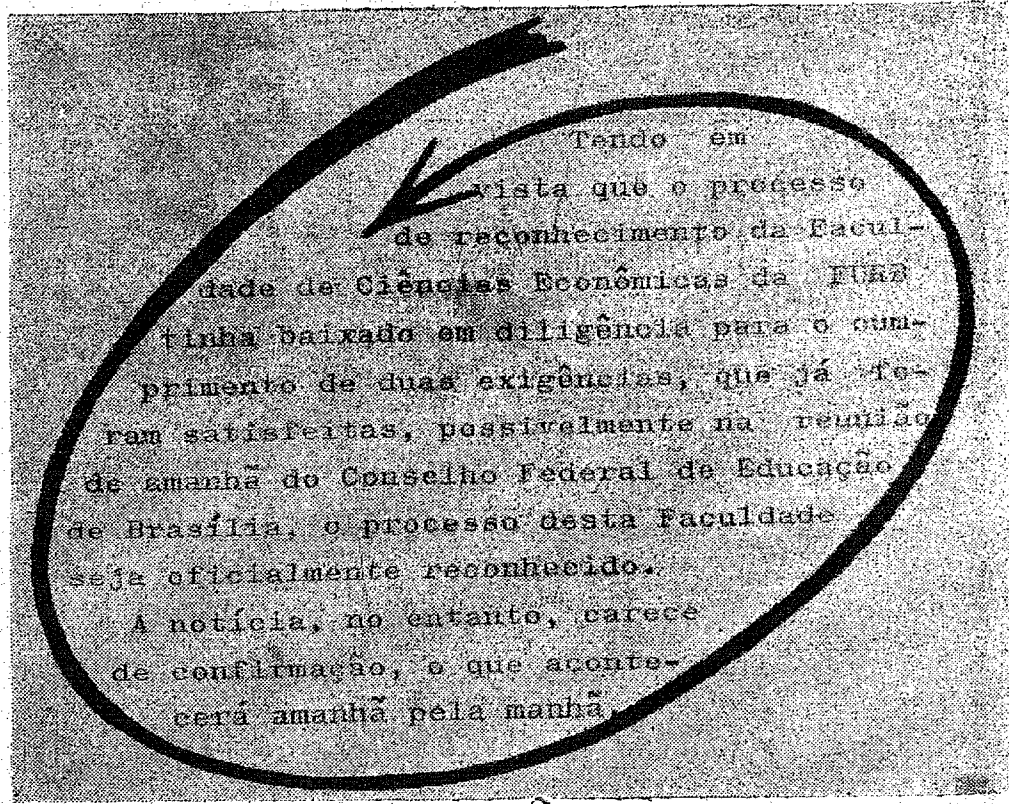 Tendo em
vista que o processo
de reconhecimento da Facul-
dade de Ciências Econômicas da FURB
tinha baixado em diligência para o cum-
primento de duas exigências, que já fo-
ram satisfeitas, possivelmente na reunião
de amanhã do Conselho Federal de Educação
de Brasília, o processo desta Faculdade
seja oficialmente reconhecido.
A notícia, no entanto, carece
de confirmação, o que aconte-
cerá amanhã pela manhã.